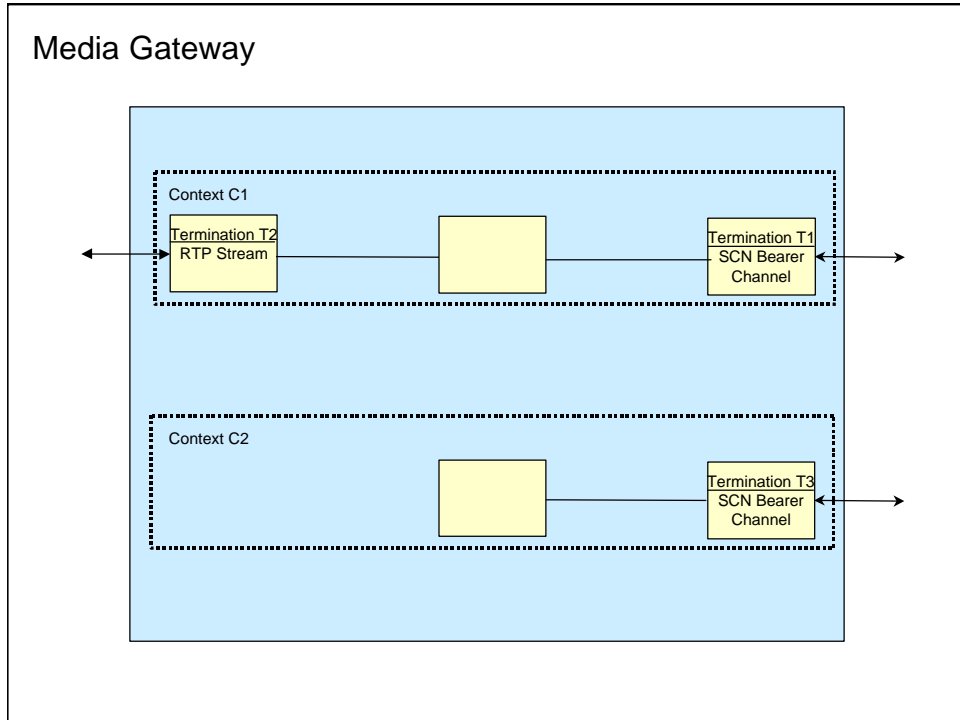 Media Gateway
Context C1
Termination T2
RTP Stream
Termination T1
SCN Bearer
Channel
Context C2
Termination T3
SCN Bearer
Channel